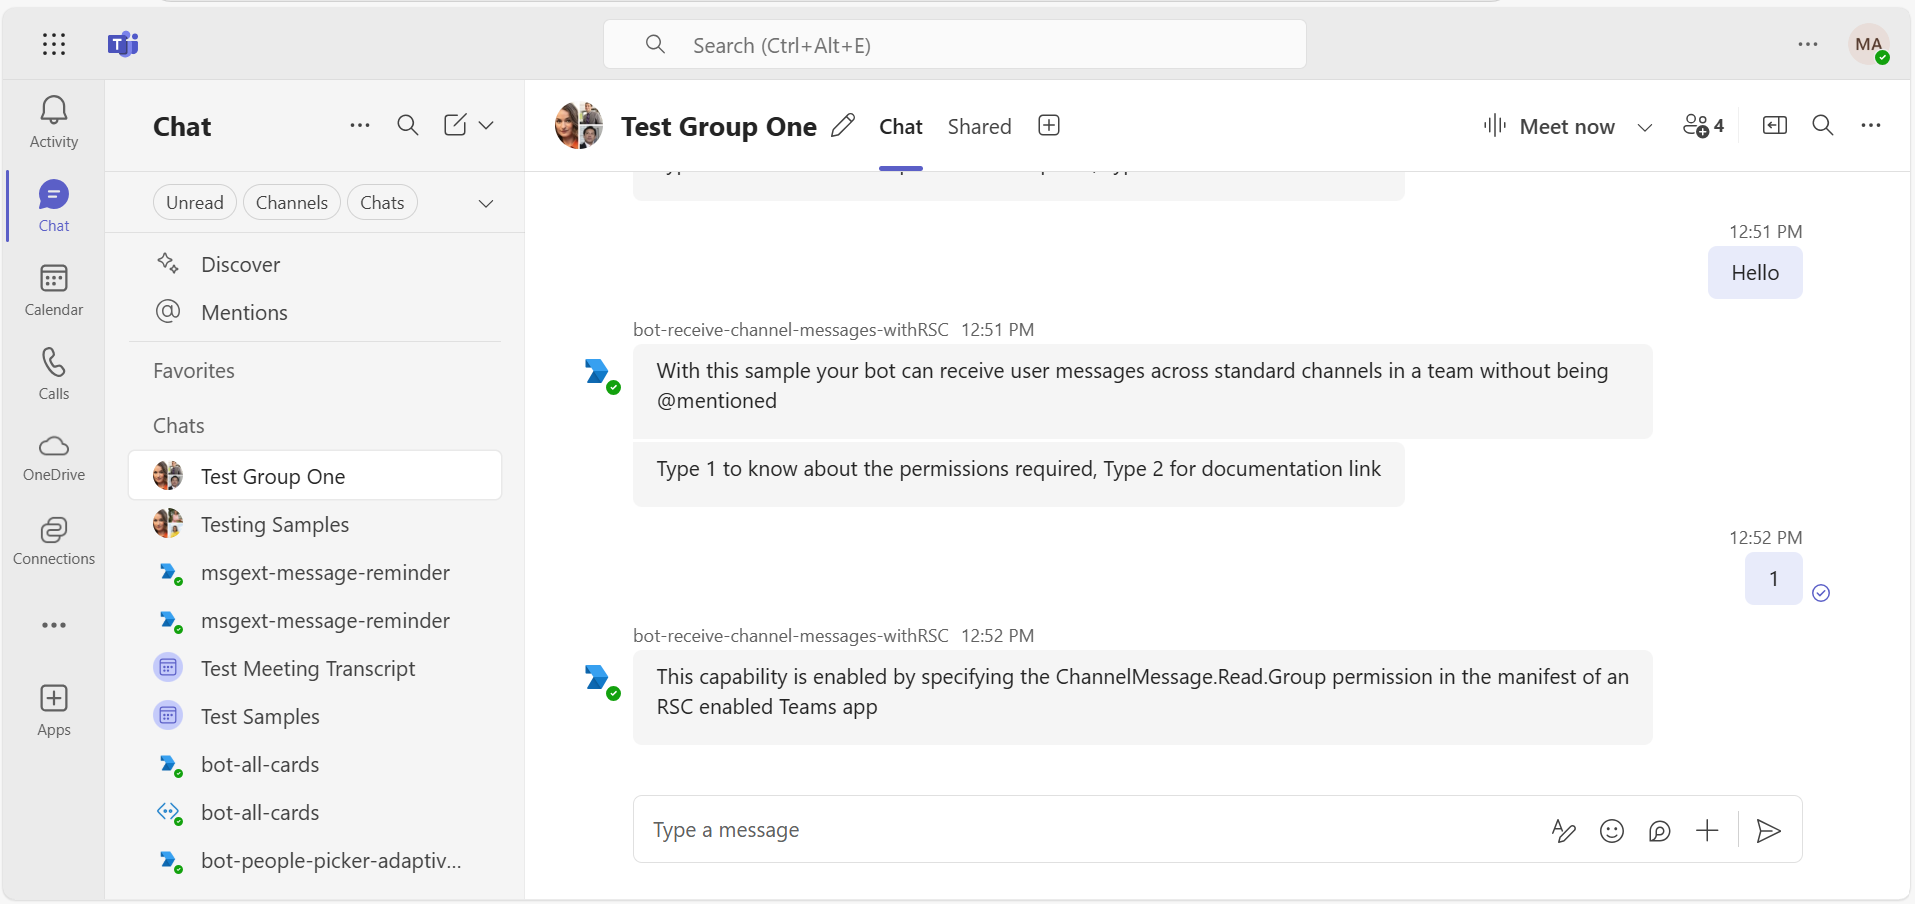 Search (Ctrl+Alt+E)
MA
Activity
Chat
Calendar
Calls
OneDrive
Connections
Apps
Chat
Unread
Channels
Chats
Discover
Mentions
Favorites
Chats
Test Group One
Testing Samples
msgext-message-reminder
msgext-message-reminder
Test Meeting Transcript
Test Samples
bot-all-cards
bot-all-cards
bot-people-picker-adaptiv...
Test Group One
Chat
Shared
Meet now
4
12:51 PM
Hello
bot-receive-channel-messages-withRSC 12:51 PM
With this sample your bot can receive user messages across standard channels in a team without being
@mentioned
Type 1 to know about the permissions required, Type 2 for documentation link
12:52 PM
1
bot-receive-channel-messages-withRSC 12:52 PM
This capability is enabled by specifying the ChannelMessage.Read.Group permission in the manifest of an
RSC enabled Teams app
Type a message